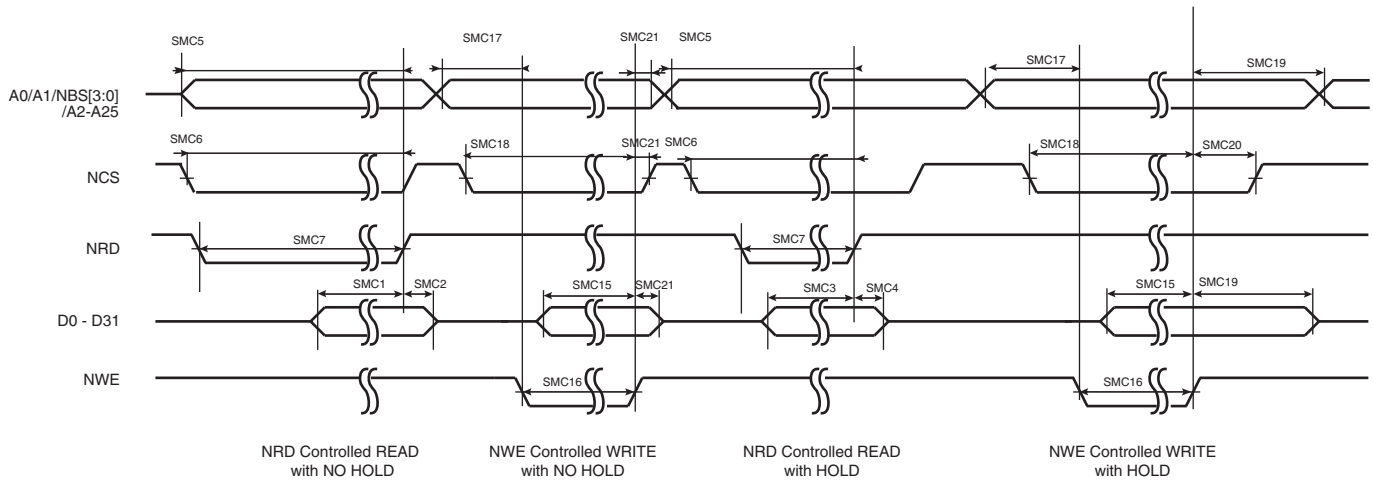 SMC5
SMC17
SMC21
SMC5
SMC17
SMC19
A0/A1/NBS[3:0]
/A2-A25
SMC6
SMC18
SMC21
SMC6
SMC18
SMC20
NCS
SMC7
SMC7
NRD
SMC1
SMC2
SMC15
SMC21
SMC3
SMC4
SMC15
SMC19
D0 - D31
NWE
SMC16
SMC16
NRD Controlled READ
with NO HOLD
NWE Controlled WRITE
with NO HOLD
NRD Controlled READ
with HOLD
NWE Controlled WRITE
with HOLD